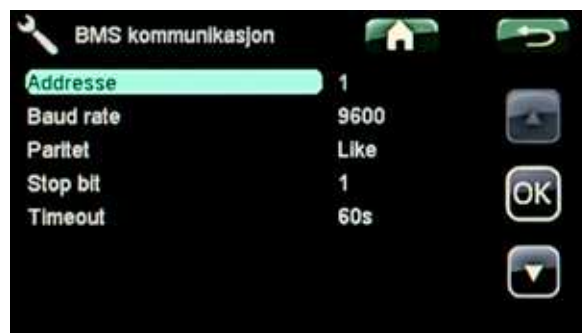 BMS kommunikasjon
Addresse 1
Baud rate 9600
Paritet Like
Stop bit 1
Timeout 60s
OK